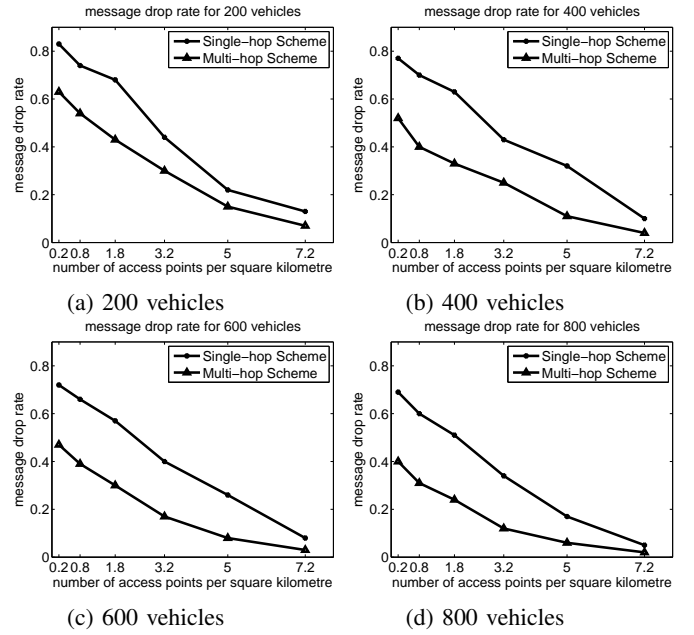 message drop rate for 200 vehicles
message drop rate
0.8
0.6
0.4
0.2
0
Single-hop Scheme
Multi-hop Scheme
0.2 0.8 1.8 3.2 5 7.2
number of access points per square kilometre
(a) 200 vehicles
message drop rate for 400 vehicles
message drop rate
0.8
0.6
0.4
0.2
0
Single-hop Scheme
Multi-hop Scheme
0.2 0.8 1.8 3.2 5 7.2
number of access points per square kilometre
(b) 400 vehicles
message drop rate for 600 vehicles
message drop rate
0.8
0.6
0.4
0.2
0
Single-hop Scheme
Multi-hop Scheme
0.2 0.8 1.8 3.2 5 7.2
number of access points per square kilometre
(c) 600 vehicles
message drop rate for 800 vehicles
message drop rate
0.8
0.6
0.4
0.2
0
Single-hop Scheme
Multi-hop Scheme
0.2 0.8 1.8 3.2 5 7.2
number of access points per square kilometre
(d) 800 vehicles